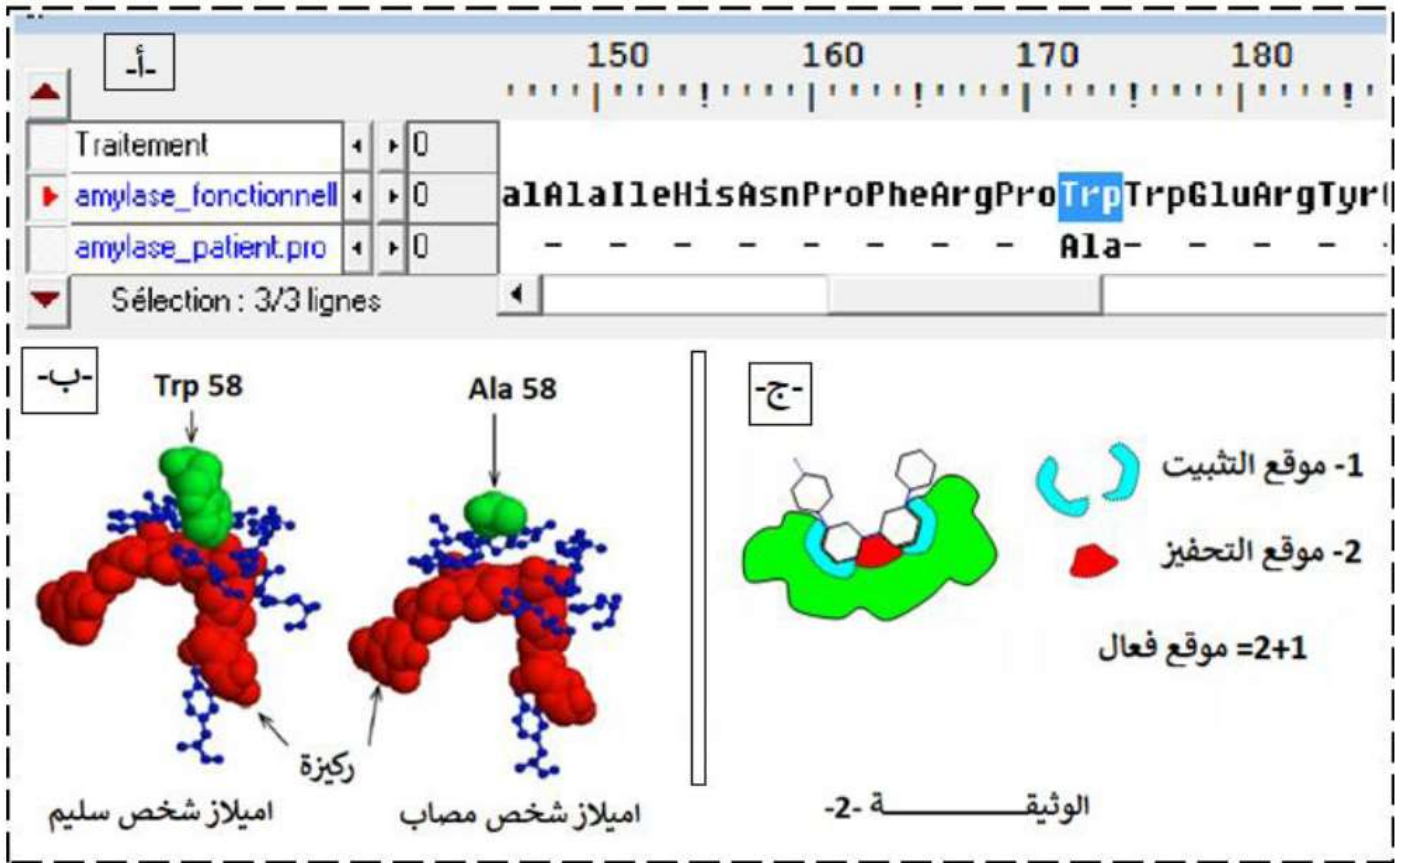 -أ-
150 160 170 180
Traitement 0
amylase_fonctionnell 0 alAlaIleHisAsnProPheArgProTrpTrpGluArgTyr
amylase_patient.pro 0 - - - - - - - - Ala- - - -
Sélection : 3/3 lignes
-ب-
Trp 58
Ala 58
ركيزة
اميلاز شخص سليم
اميلاز شخص مصاب
-ج-
1- موقع التثبيت
2- موقع التحفيز
2+1= موقع فعال
الوثيقـــــــــــة -2-